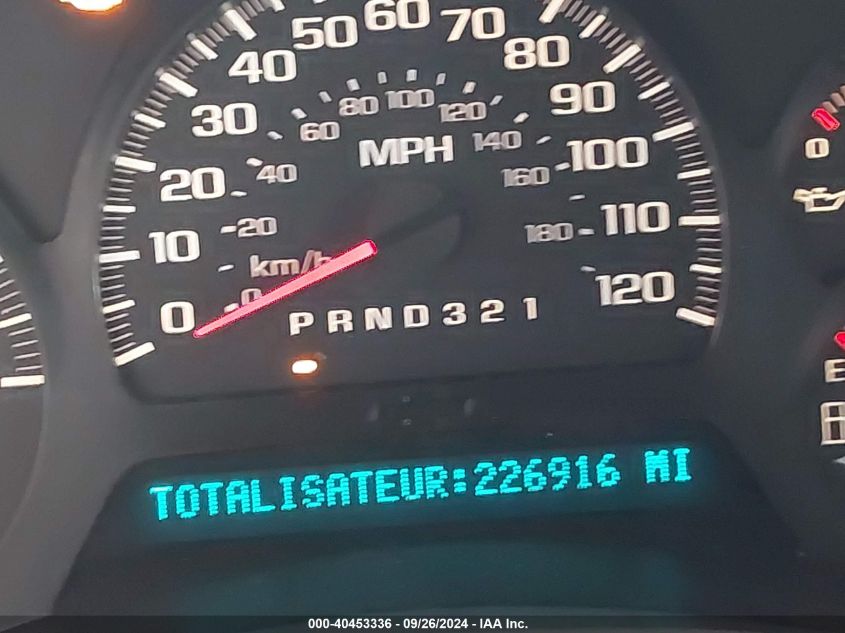 50 60 70
40 80
30 90
20 100
10 110
0 120
60 80 100 120
40 140
20 160
0 180
MPH
km/h
P R N D 3 2 1
0
E
TOTALISATEUR:226916 MI
000-40453336 - 09/26/2024 - IAA Inc.